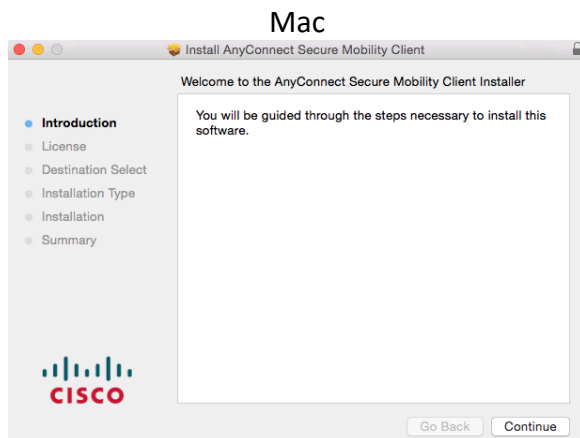 Mac
Install AnyConnect Secure Mobility Client
Welcome to the AnyConnect Secure Mobility Client Installer
Introduction
License
Destination Select
Installation Type
Installation
Summary
You will be guided through the steps necessary to install this
software.
CISCO
Go Back
Continue